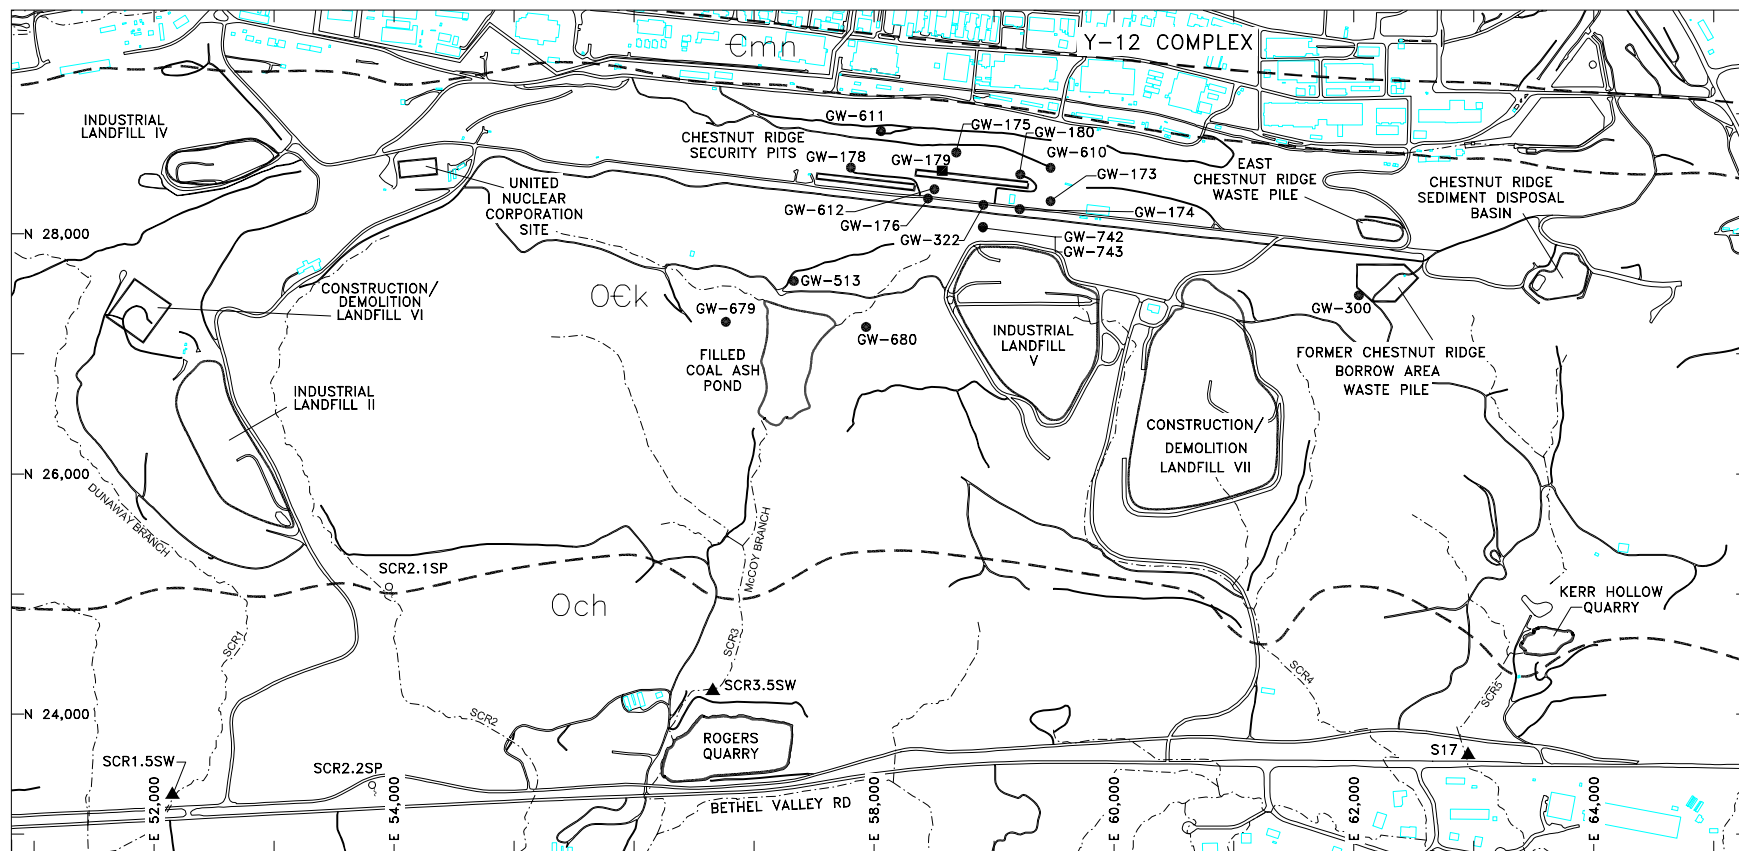 Єmn
Y-12 COMPLEX
INDUSTRIAL
LANDFILL IV
GW-611
GW-175
GW-180
CHESTNUT RIDGE
SECURITY PITS
GW-178
GW-179
GW-610
GW-173
EAST
CHESTNUT RIDGE
WASTE PILE
CHESTNUT RIDGE
SEDIMENT DISPOSAL
BASIN
UNITED
NUCLEAR
CORPORATION
SITE
GW-612
GW-176
GW-322
GW-174
GW-742
GW-743
N 28,000
CONSTRUCTION/
DEMOLITION
LANDFILL VI
OЄk
GW-513
GW-679
GW-680
GW-300
FILLED
COAL ASH
POND
INDUSTRIAL
LANDFILL
V
FORMER CHESTNUT RIDGE
BORROW AREA
WASTE PILE
INDUSTRIAL
LANDFILL II
CONSTRUCTION/
DEMOLITION
LANDFILL VII
N 26,000
DUNAWAY BRANCH
McCOY BRANCH
SCR2.1SP
Och
KERR HOLLOW
QUARRY
SCR1
SCR3
SCR4
SCR5
SCR3.5SW
N 24,000
SCR2
ROGERS
QUARRY
S17
SCR1.5SW
SCR2.2SP
BETHEL VALLEY RD
E 52,000
E 54,000
E 58,000
E 60,000
E 62,000
E 64,000